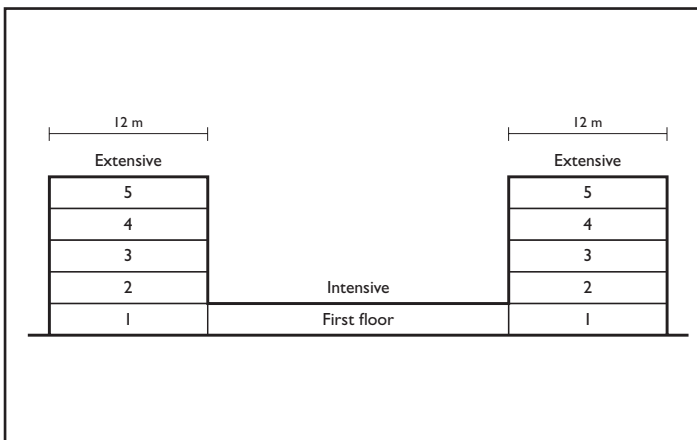 12 m 12 m
Extensive Extensive
5 5
4 4
3 3
2 Intensive 2
1 First floor 1